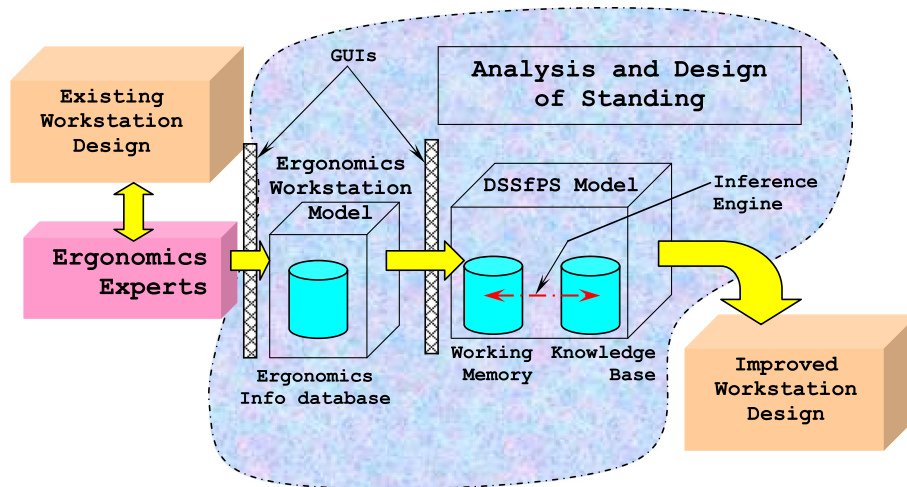 GUIs
Analysis and Design
of Standing
Existing
Workstation
Design
Ergonomics
Workstation
Model
DSSfPS Model
Inference
Engine
Ergonomics
Experts
Working
Memory
Knowledge
Base
Ergonomics
Info database
Improved
Workstation
Design